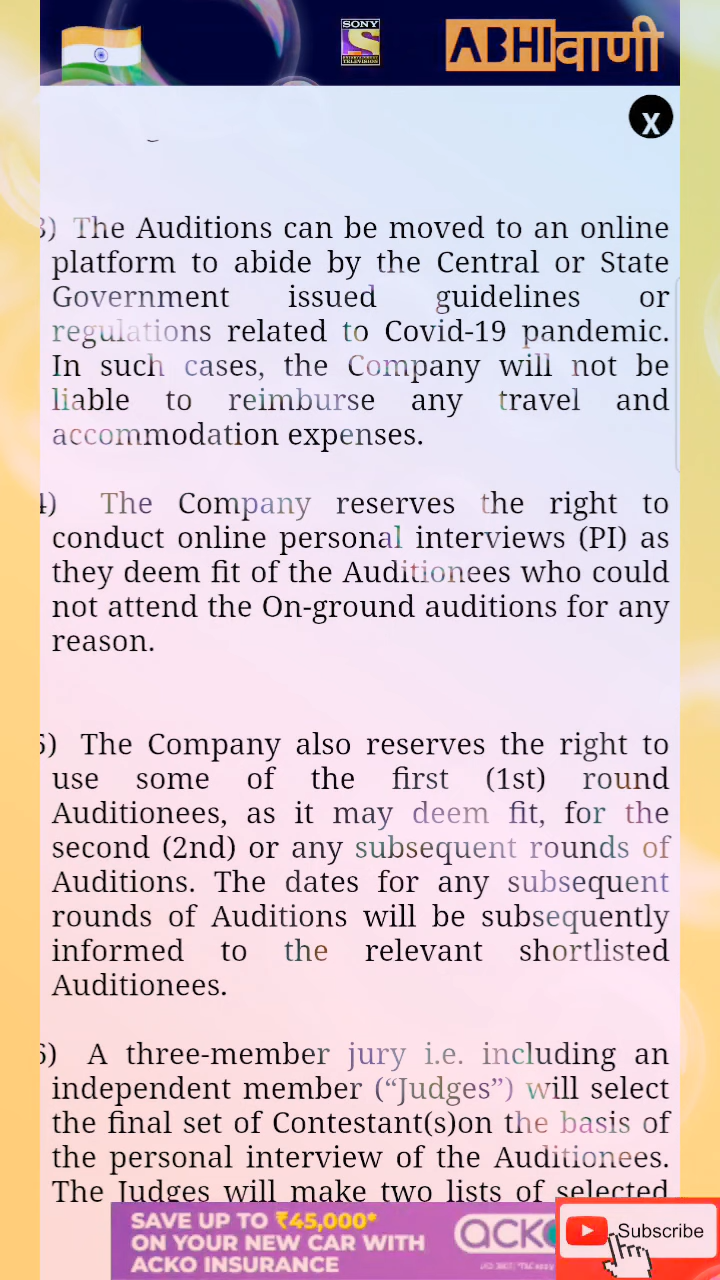 SONY
ENTERTAINMENT
TELEVISION
ABHIवाणी
X
3) The Auditions can be moved to an online
platform to abide by the Central or State
Government issued guidelines or
regulations related to Covid-19 pandemic.
In such cases, the Company will not be
liable to reimburse any travel and
accommodation expenses.
4) The Company reserves the right to
conduct online personal interviews (PI) as
they deem fit of the Auditionees who could
not attend the On-ground auditions for any
reason.
5) The Company also reserves the right to
use some of the first (1st) round
Auditionees, as it may deem fit, for the
second (2nd) or any subsequent rounds of
Auditions. The dates for any subsequent
rounds of Auditions will be subsequently
informed to the relevant shortlisted
Auditionees.
6) A three-member jury i.e. including an
independent member (“Judges”) will select
the final set of Contestant(s)on the basis of
the personal interview of the Auditionees.
The Judges will make two lists of selected
SAVE UP TO ₹45,000*
ON YOUR NEW CAR WITH
ACKO INSURANCE
acko
Subscribe